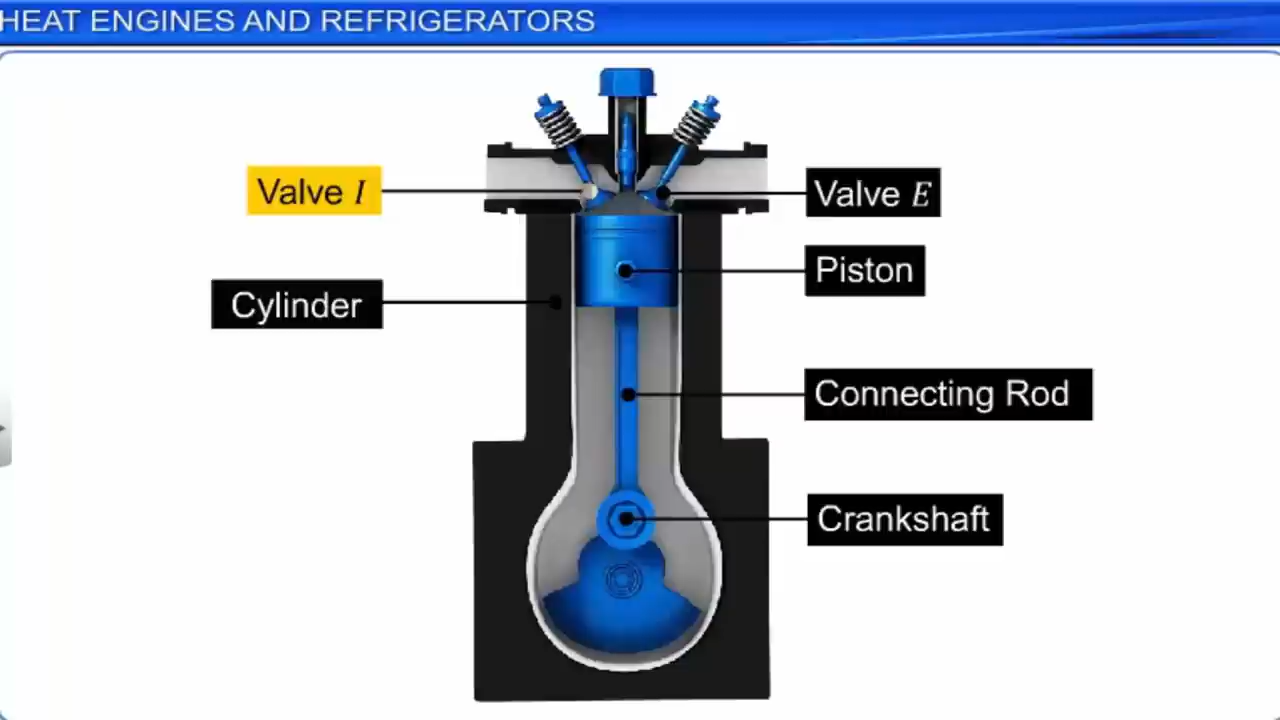 HEAT ENGINES AND REFRIGERATORS
Valve I
Valve E
Piston
Cylinder
Connecting Rod
Crankshaft